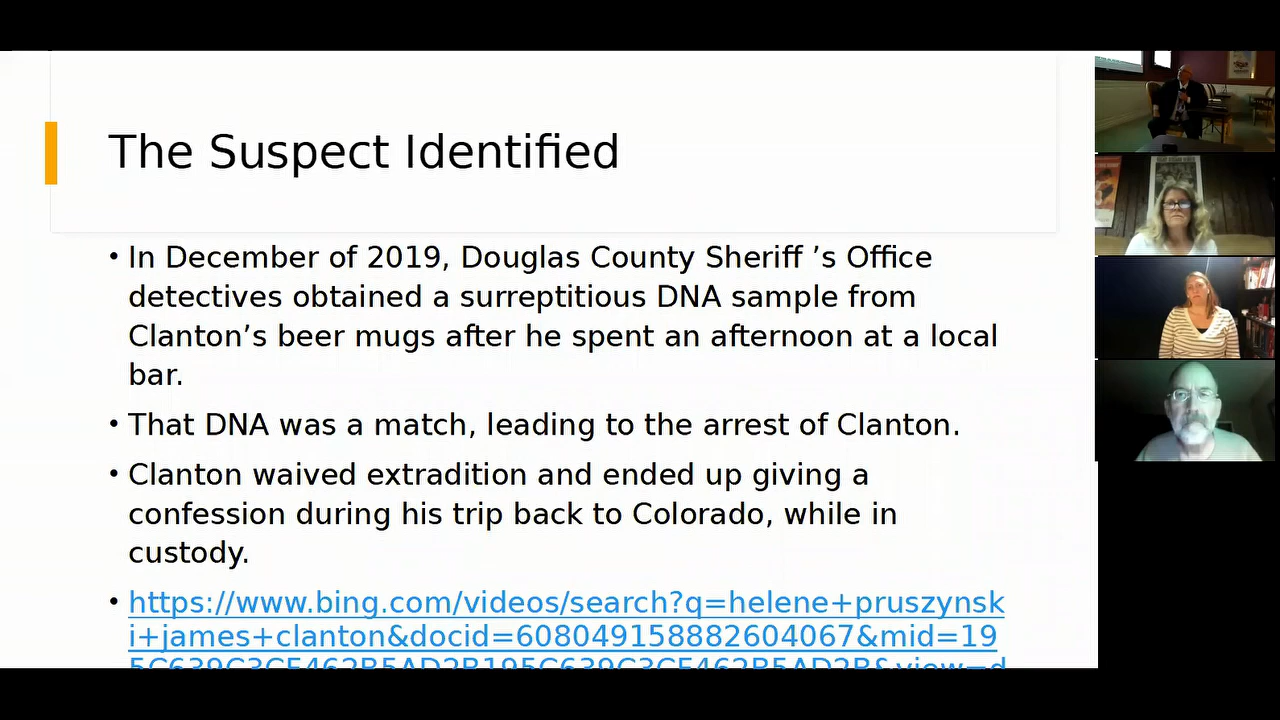 The Suspect Identified
• In December of 2019, Douglas County Sheriff ’s Office
detectives obtained a surreptitious DNA sample from
Clanton’s beer mugs after he spent an afternoon at a local
bar.
• That DNA was a match, leading to the arrest of Clanton.
• Clanton waived extradition and ended up giving a
confession during his trip back to Colorado, while in
custody.
• https://www.bing.com/videos/search?q=helene+pruszynsk
i+james+clanton&docid=608049158882604067&mid=19
5C639C3CF462B5AD2B195C639C3CF462B5AD2B&view=d